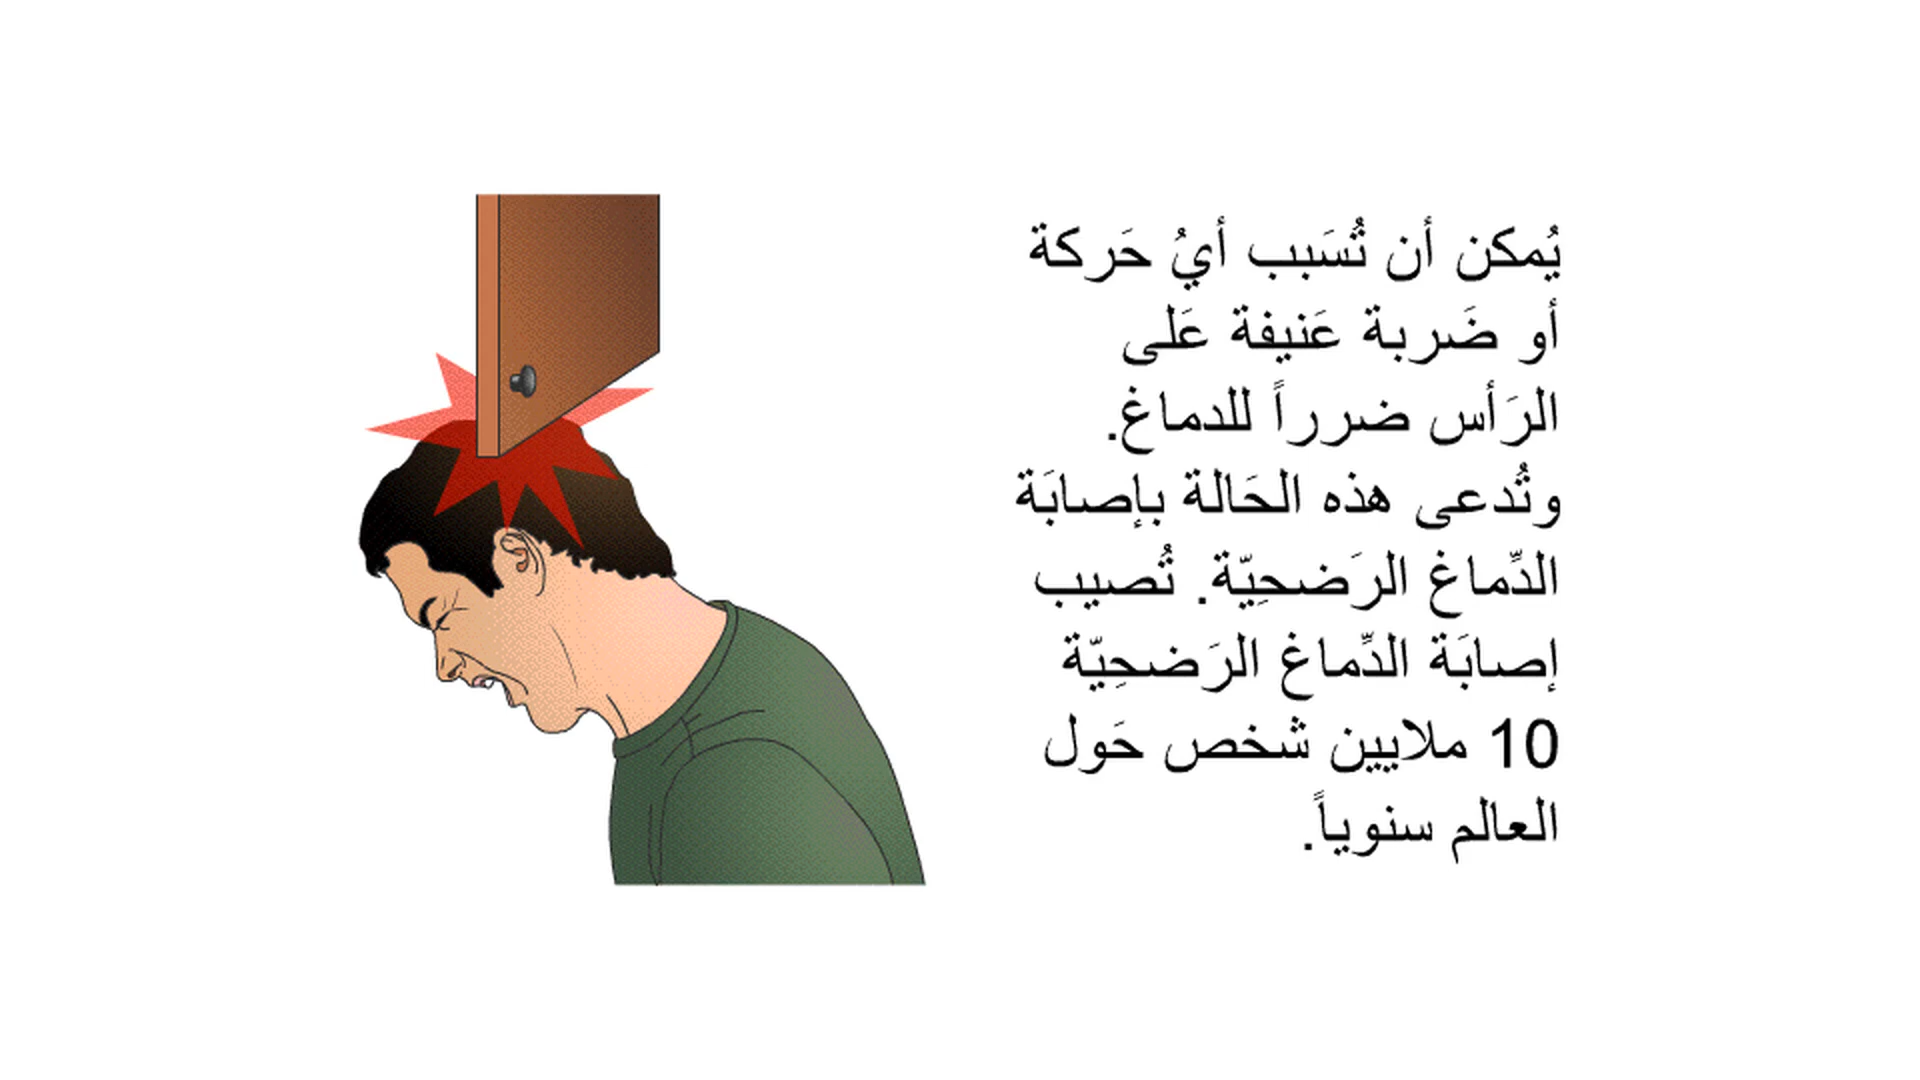 يُمكن أن تُسَبب أيُ حَركة
أو ضَربة عَنيفة عَلى
الرَأس ضرراً للدماغ.
وتُدعى هذه الحَالة بإصابَة
الدِّماغ الرَضحِيّة. تُصيب
إصابَة الدِّماغ الرَضحِيّة
10 ملايين شخص حَول
العالم سنوياً.